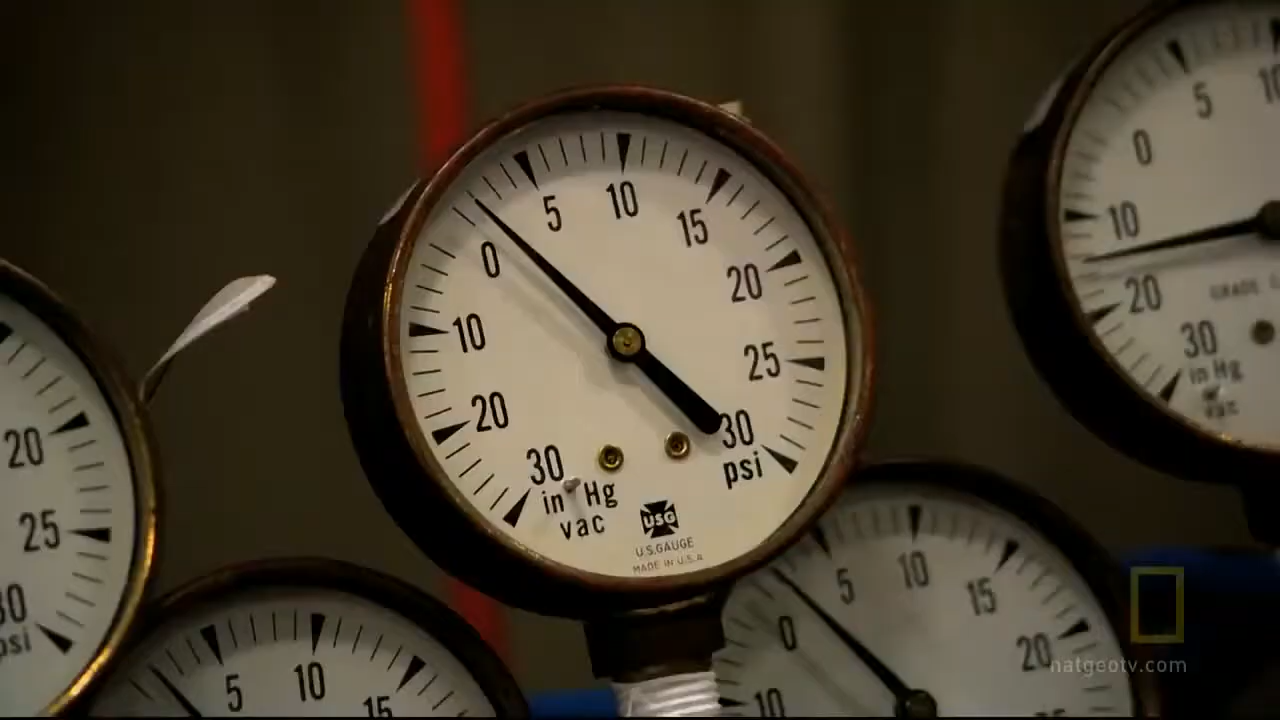 5 10 15 20 25 30 psi
0 10 20 30 in Hg vac
USG
U.S.GAUGE
MADE IN U.S.A
5 10
0
10
20
30
in Hg
vac
20
25
30
psi
5 10 15
0 5 10 15 20
10
natgeotv.com